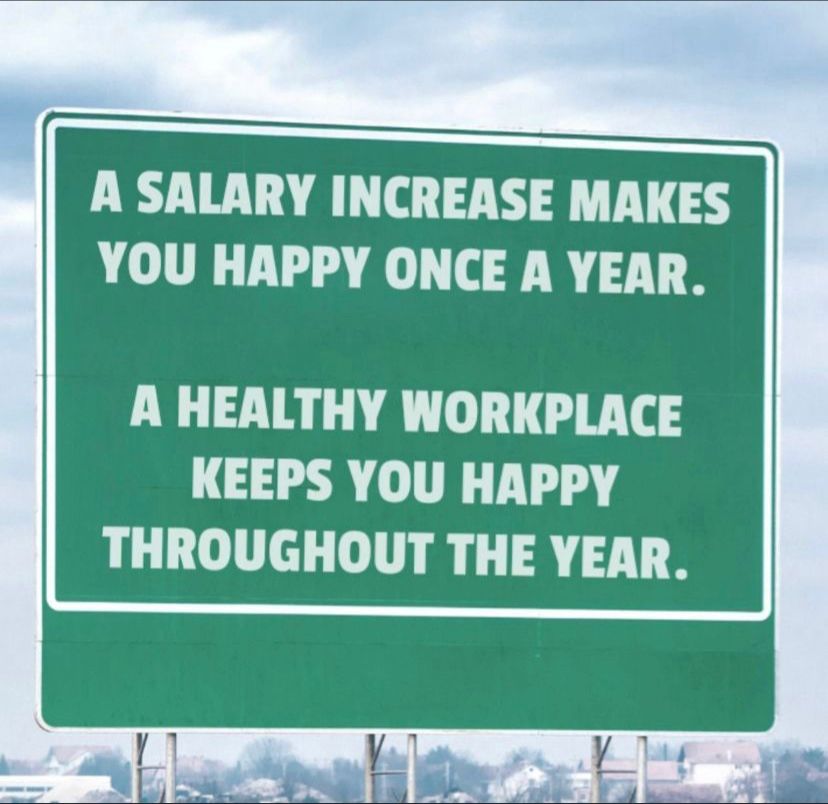 A SALARY INCREASE MAKES
YOU HAPPY ONCE A YEAR.
A HEALTHY WORKPLACE
KEEPS YOU HAPPY
THROUGHOUT THE YEAR.